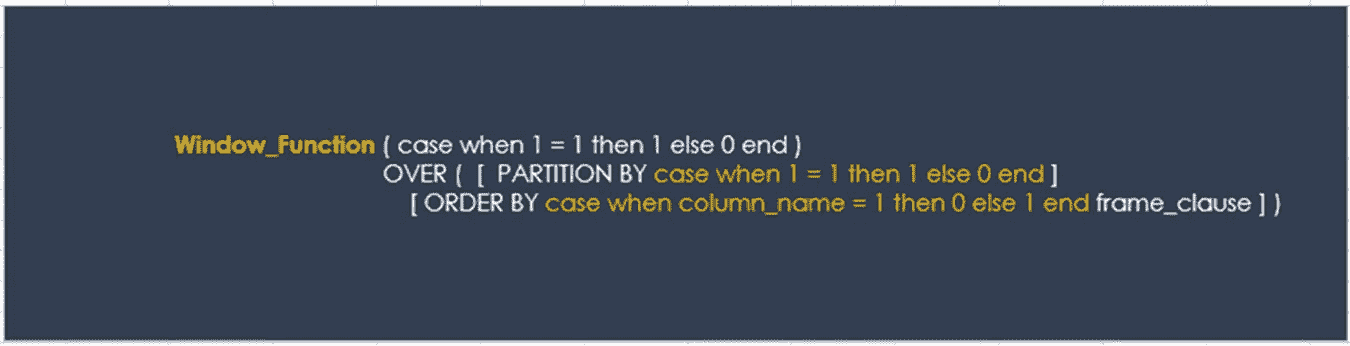 Window_Function ( case when 1 = 1 then 1 else 0 end )
OVER ( [ PARTITION BY case when 1 = 1 then 1 else 0 end ]
[ ORDER BY case when column_name = 1 then 0 else 1 end frame_clause ] )